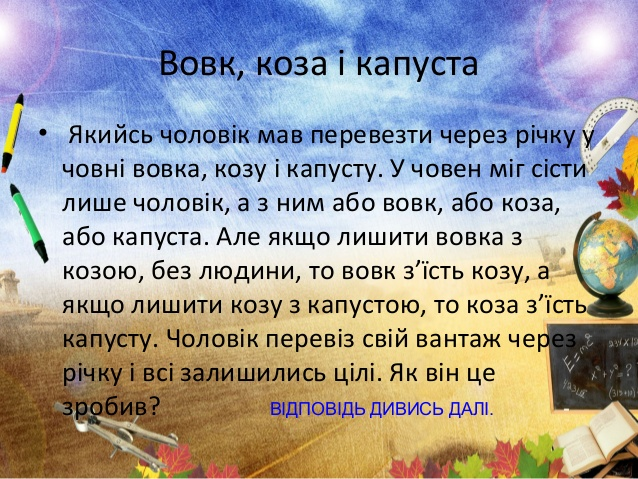 Вовк, коза і капуста
• Якийсь чоловік мав перевезти через річку у
човні вовка, козу і капусту. У човен міг сісти
лише чоловік, а з ним або вовк, або коза,
або капуста. Але якщо лишити вовка з
козою, без людини, то вовк з’їсть козу, а
якщо лишити козу з капустою, то коза з’їсть
капусту. Чоловік перевіз свій вантаж через
річку і всі залишились цілі. Як він це
зробив? ВІДПОВІДЬ ДИВИСЬ ДАЛІ.